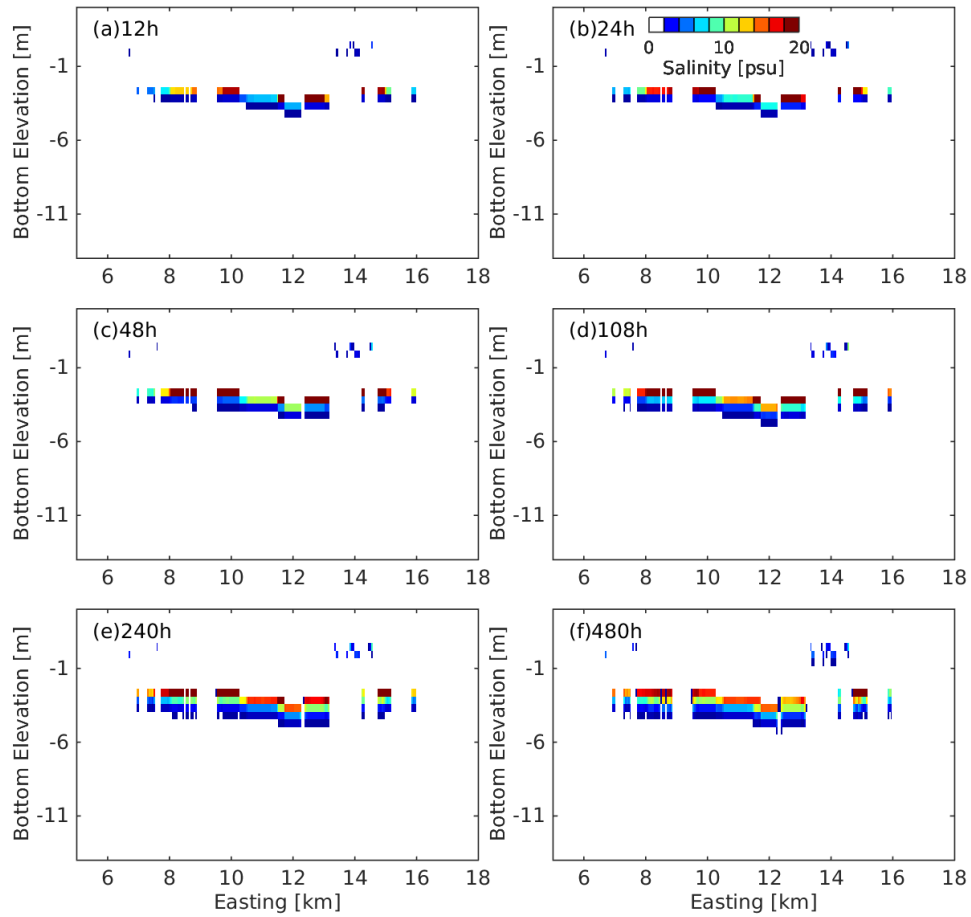 (a)12h
Bottom Elevation [m]
-1
-6
-11
6 8 10 12 14 16 18
(b)24h
0 10 20
Salinity [psu]
Bottom Elevation [m]
-1
-6
-11
6 8 10 12 14 16 18
(c)48h
Bottom Elevation [m]
-1
-6
-11
6 8 10 12 14 16 18
Easting [km]
(d)108h
Bottom Elevation [m]
-1
-6
-11
6 8 10 12 14 16 18
(e)240h
Bottom Elevation [m]
-1
-6
-11
6 8 10 12 14 16 18
Easting [km]
(f)480h
Bottom Elevation [m]
-1
-6
-11
6 8 10 12 14 16 18
Easting [km]